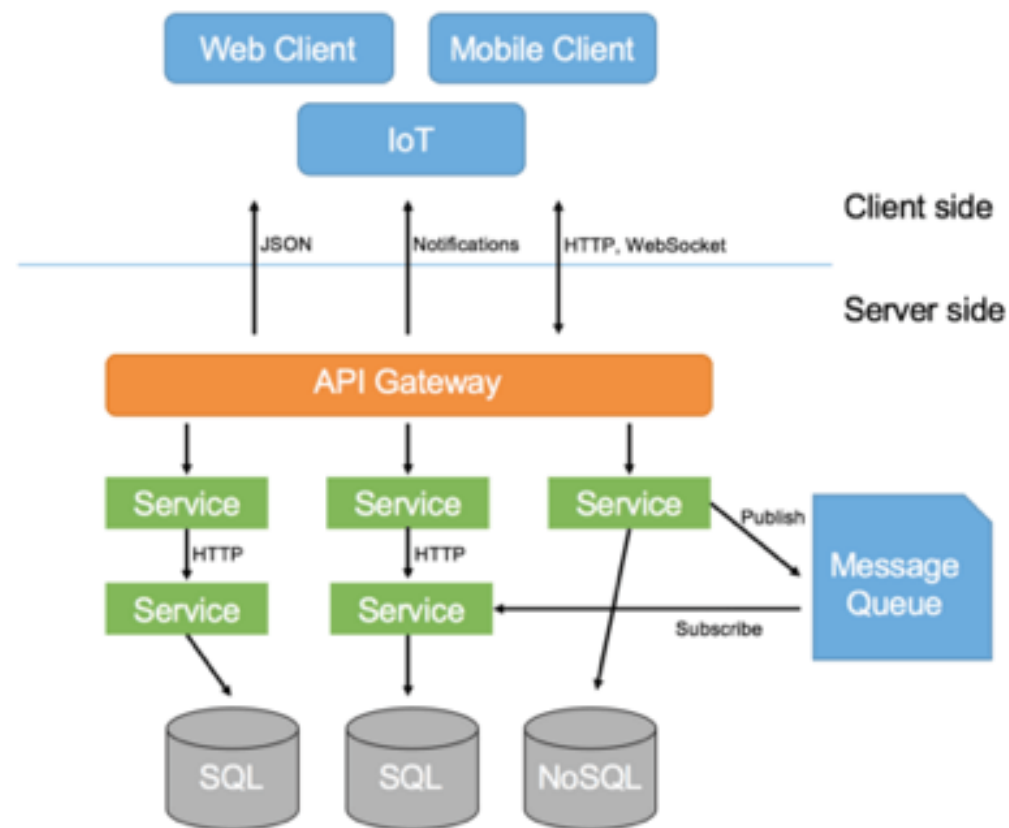 Web Client
Mobile Client
IoT
Client side
JSON
Notifications
HTTP, WebSocket
Server side
API Gateway
Service
Service
Service
Publish
HTTP
HTTP
Message
Queue
Service
Service
Subscribe
SQL
SQL
NoSQL